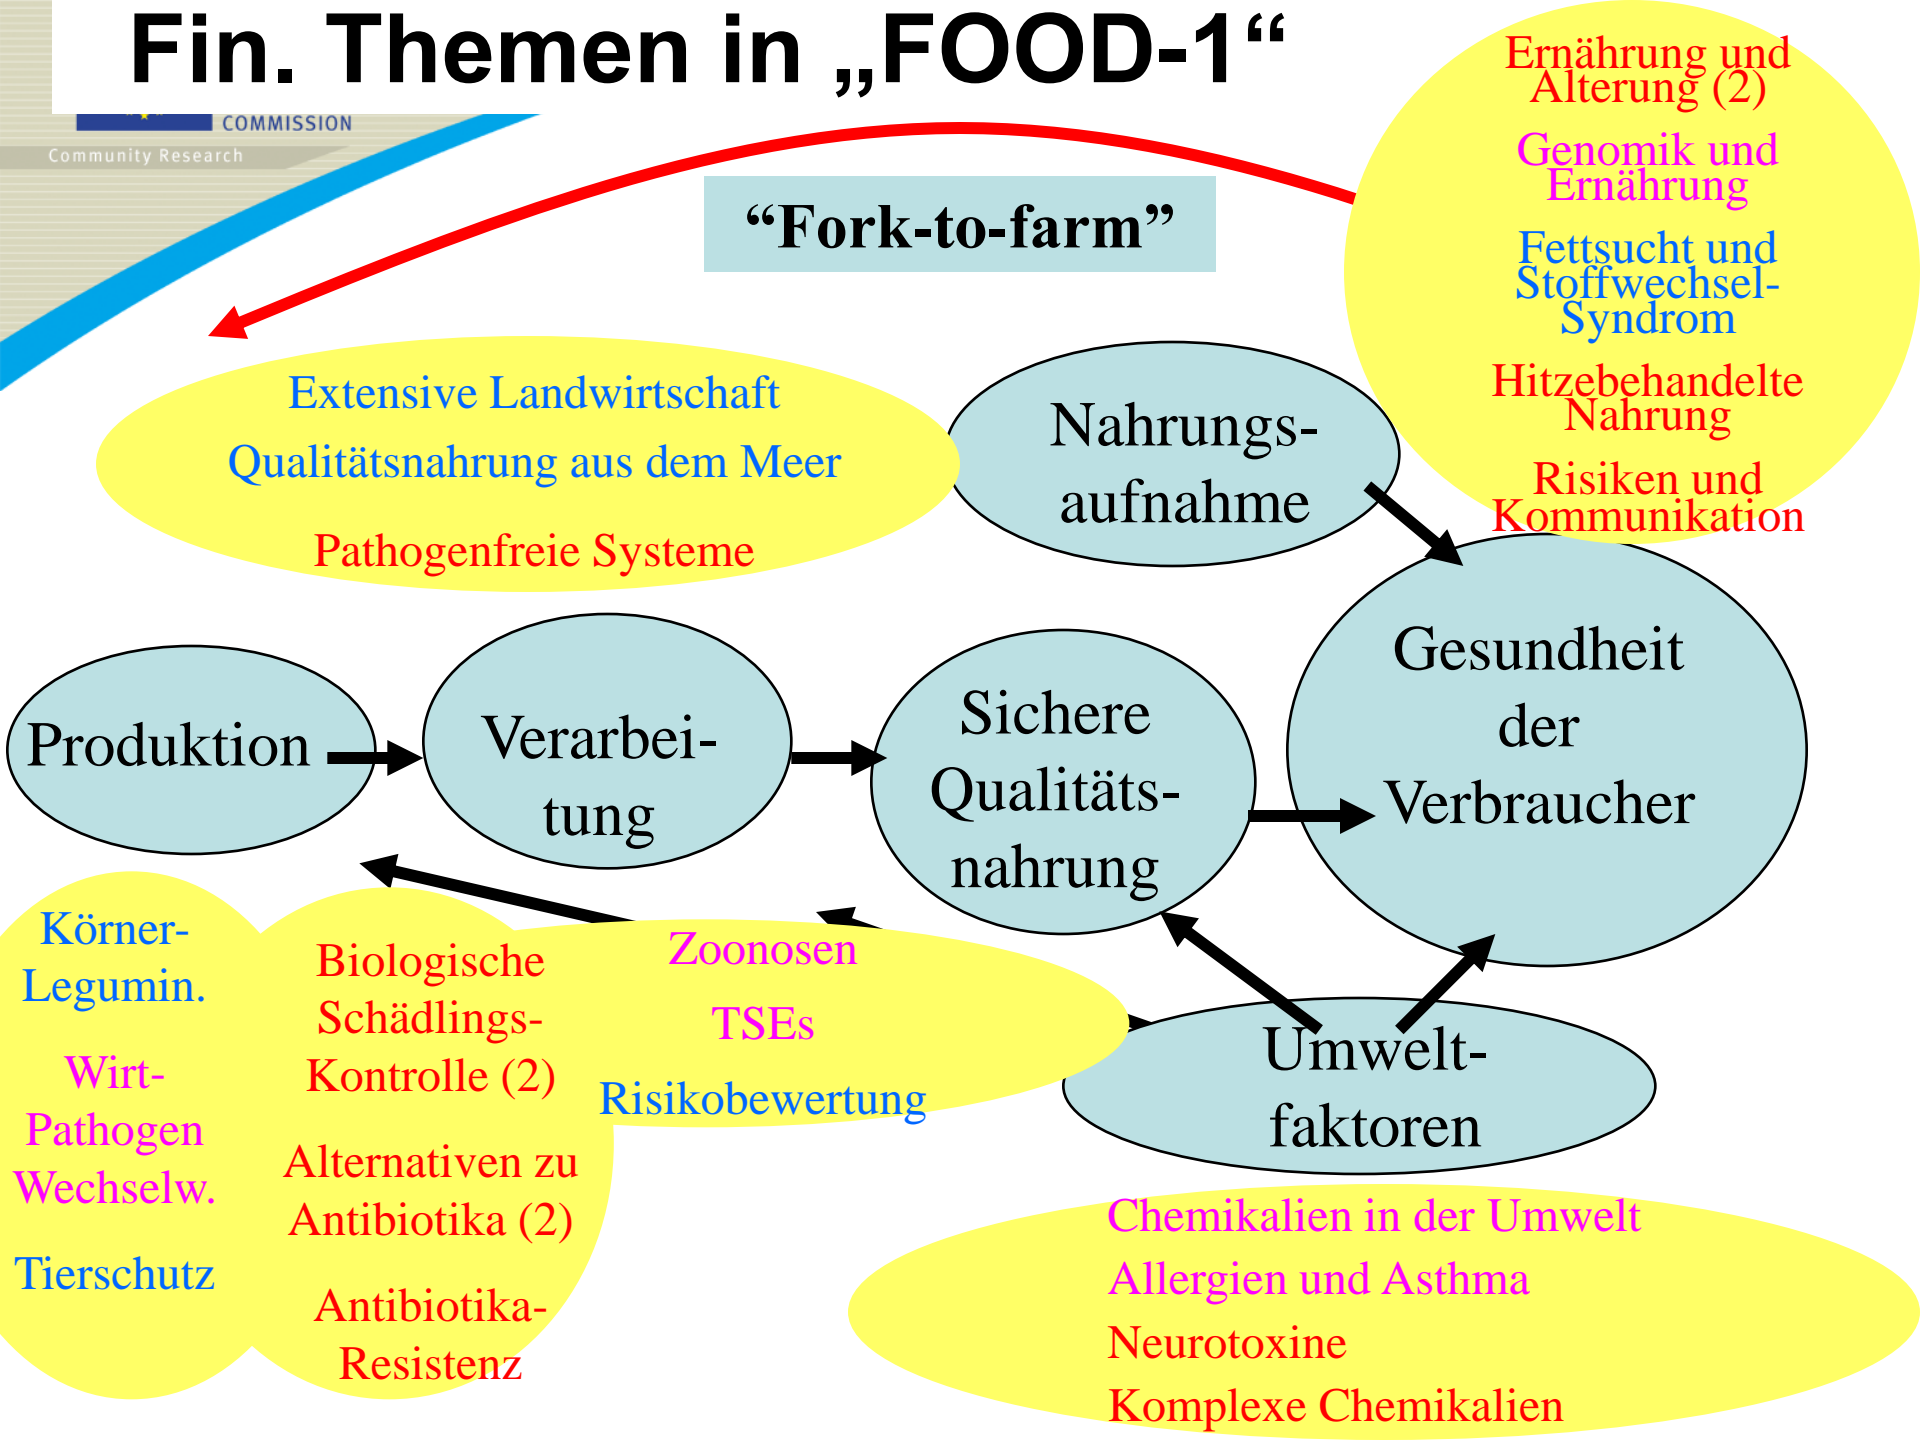 Fin. Themen in „FOOD-1“
COMMISSION
Community Research
“Fork-to-farm”
Ernährung und
Alterung (2)
Genomik und
Ernährung
Fettsucht und
Stoffwechsel-
Syndrom
Hitzebehandelte
Nahrung
Risiken und
Kommunikation
Extensive Landwirtschaft
Qualitätsnahrung aus dem Meer
Pathogenfreie Systeme
Nahrungs-
aufnahme
Produktion
Verarbei-
tung
Sichere
Qualitäts-
nahrung
Gesundheit
der
Verbraucher
Körner-
Legumin.
Wirt-
Pathogen
Wechselw.
Tierschutz
Biologische
Schädlings-
Kontrolle (2)
Alternativen zu
Antibiotika (2)
Antibiotika-
Resistenz
Zoonosen
TSEs
Risikobewertung
Umwelt-
faktoren
Chemikalien in der Umwelt
Allergien und Asthma
Neurotoxine
Komplexe Chemikalien